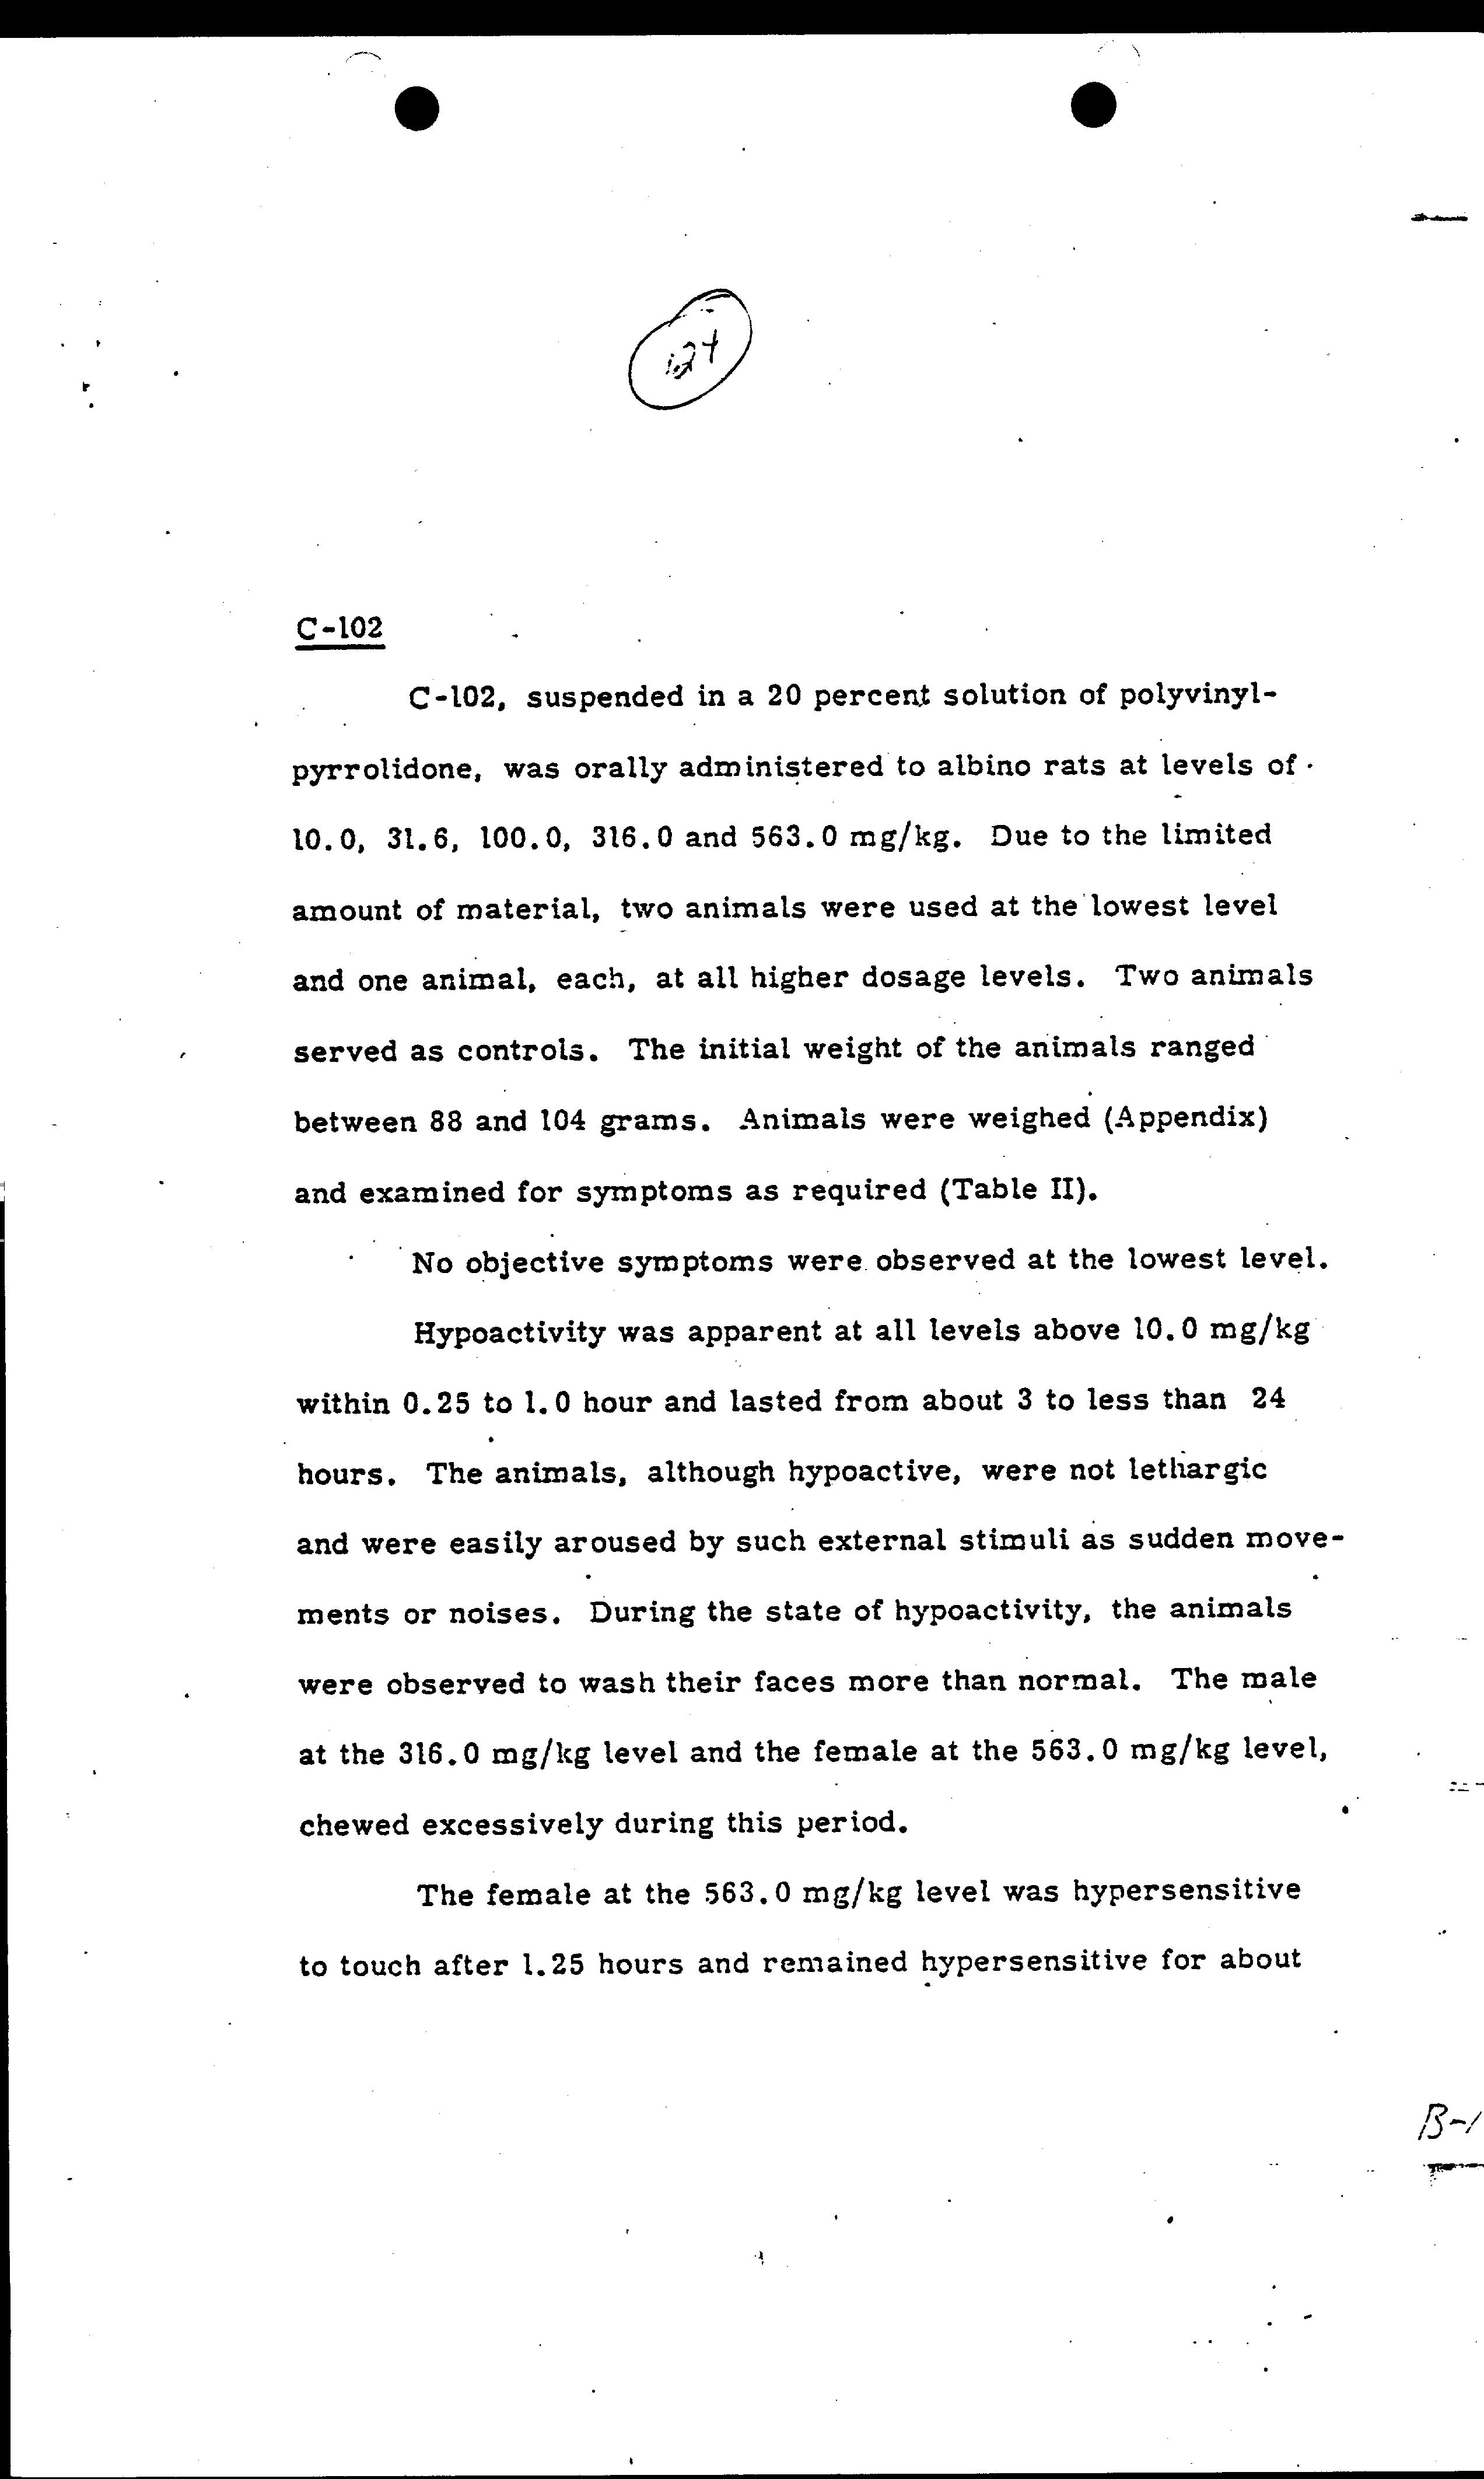 C-102
C-102, suspended in a 20 percent solution of polyvinyl-
pyrrolidone, was orally administered to albino rats at levels of
10.0, 31.6, 100.0, 316.0 and 563.0 mg/kg. Due to the limited
amount of material, two animals were used at the lowest level
and one animal, each, at all higher dosage levels. Two animals
served as controls. The initial weight of the animals ranged
between 88 and 104 grams. Animals were weighed (Appendix)
and examined for symptoms as required (Table II).
No objective symptoms were observed at the lowest level.
Hypoactivity was apparent at all levels above 10.0 mg/kg
within 0.25 to 1.0 hour and lasted from about 3 to less than 24
hours. The animals, although hypoactive, were not lethargic
and were easily aroused by such external stimuli as sudden move-
ments or noises. During the state of hypoactivity, the animals
were observed to wash their faces more than normal. The male
at the 316.0 mg/kg level and the female at the 563.0 mg/kg level,
chewed excessively during this period.
The female at the 563.0 mg/kg level was hypersensitive
to touch after 1.25 hours and remained hypersensitive for about